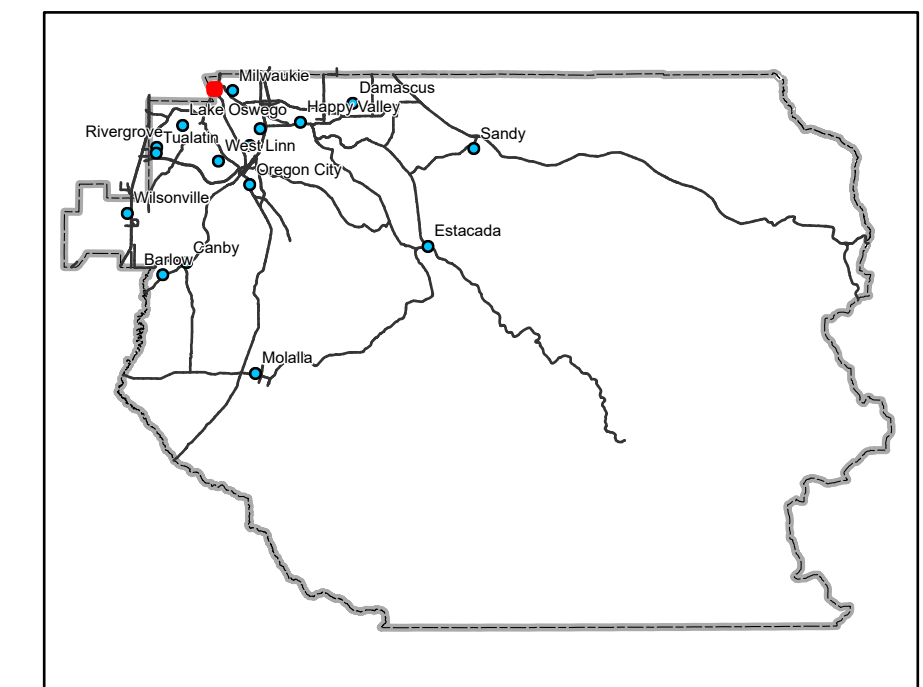 Milwaukie
Damascus
Lake Oswego
Happy Valley
Rivergrove
Tualatin
Sandy
West Linn
Oregon City
Wilsonville
Estacada
Canby
Barlow
Molalla